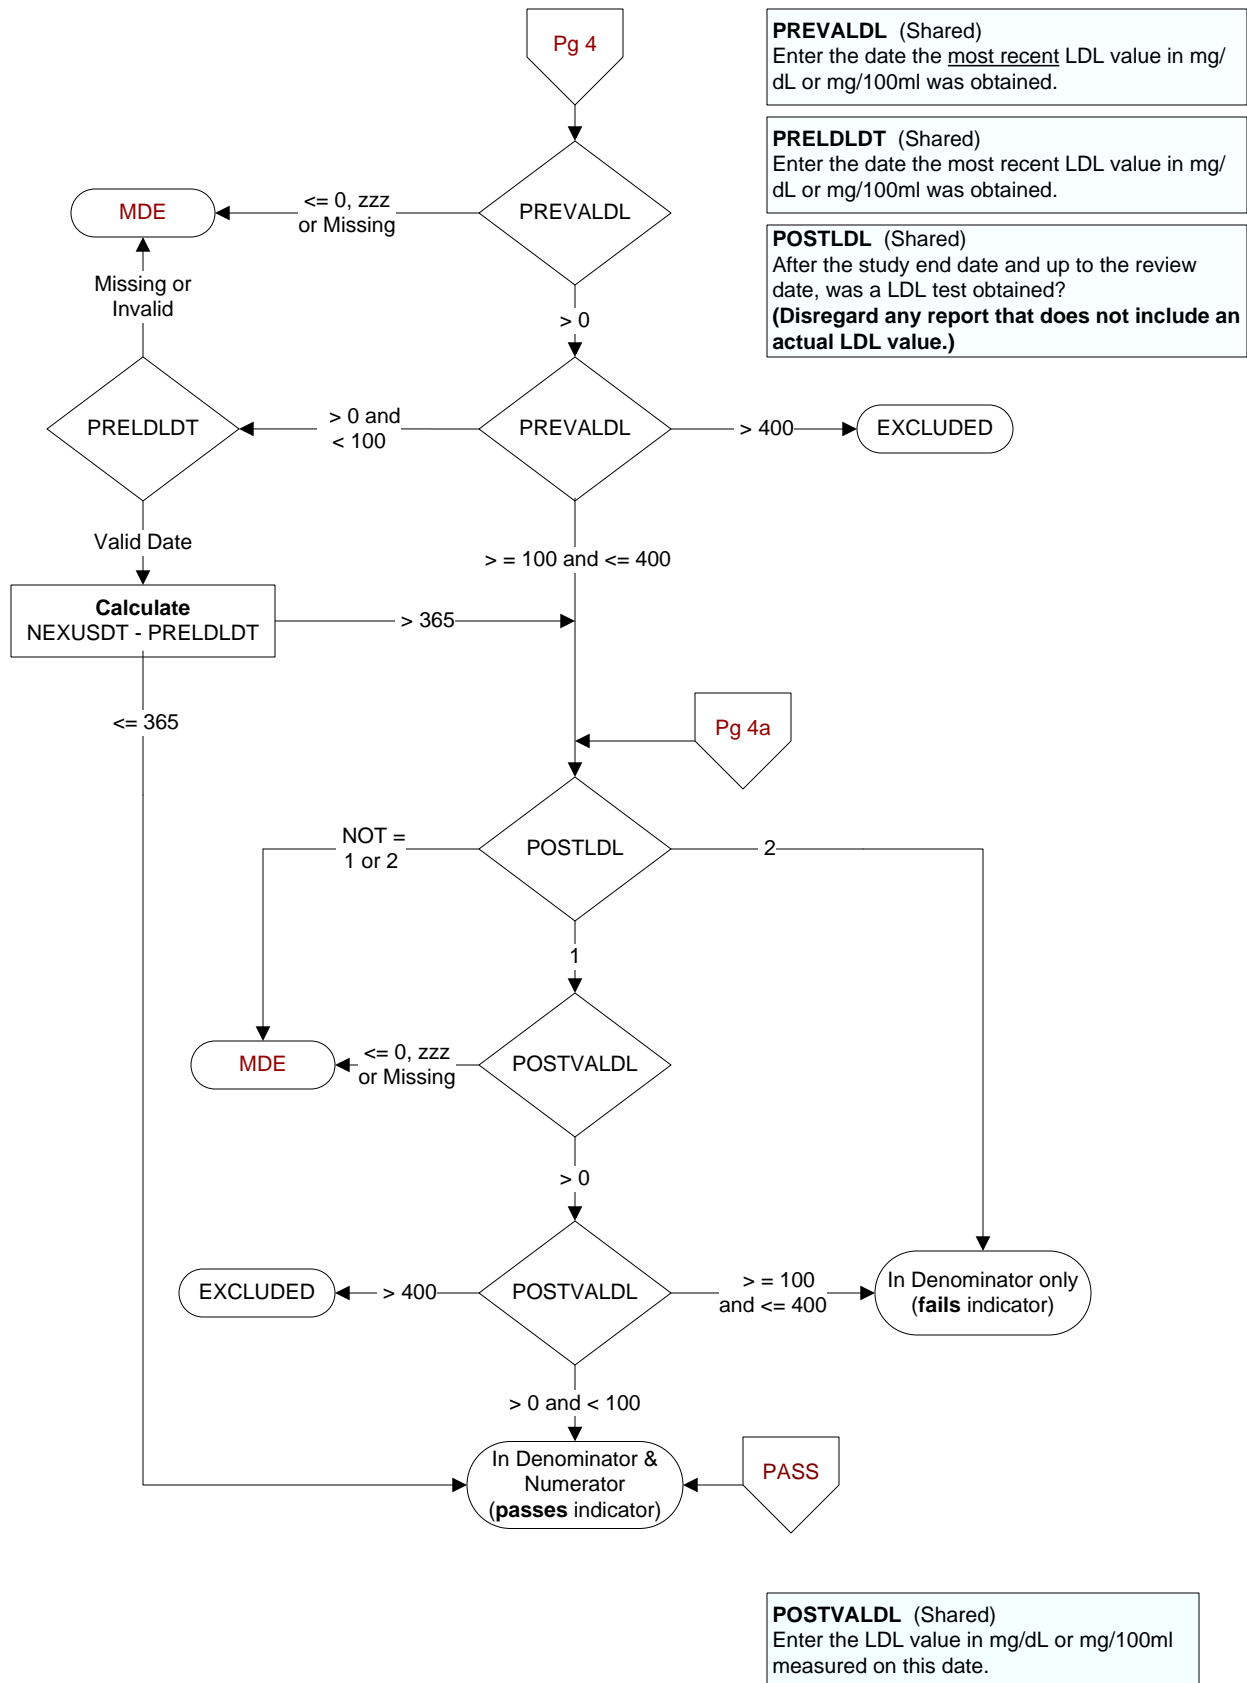 Pg 4
PREVALDL (Shared)
Enter the date the most recent LDL value in mg/
dL or mg/100ml was obtained.
PRELDLDT (Shared)
Enter the date the most recent LDL value in mg/
dL or mg/100ml was obtained.
POSTLDL (Shared)
After the study end date and up to the review
date, was a LDL test obtained?
(Disregard any report that does not include an
actual LDL value.)
MDE
<= 0, zzz
or Missing
PREVALDL
Missing or
Invalid
> 0
PRELDLDT
> 0 and
< 100
PREVALDL
> 400
EXCLUDED
Valid Date
> = 100 and <= 400
Calculate
NEXUSDT - PRELDLDT
> 365
<= 365
Pg 4a
NOT =
1 or 2
POSTLDL
2
1
MDE
<= 0, zzz
or Missing
POSTVALDL
> 0
EXCLUDED
> 400
POSTVALDL
> = 100
and <= 400
In Denominator only
(fails indicator)
> 0 and < 100
In Denominator &
Numerator
(passes indicator)
PASS
POSTVALDL (Shared)
Enter the LDL value in mg/dL or mg/100ml
measured on this date.